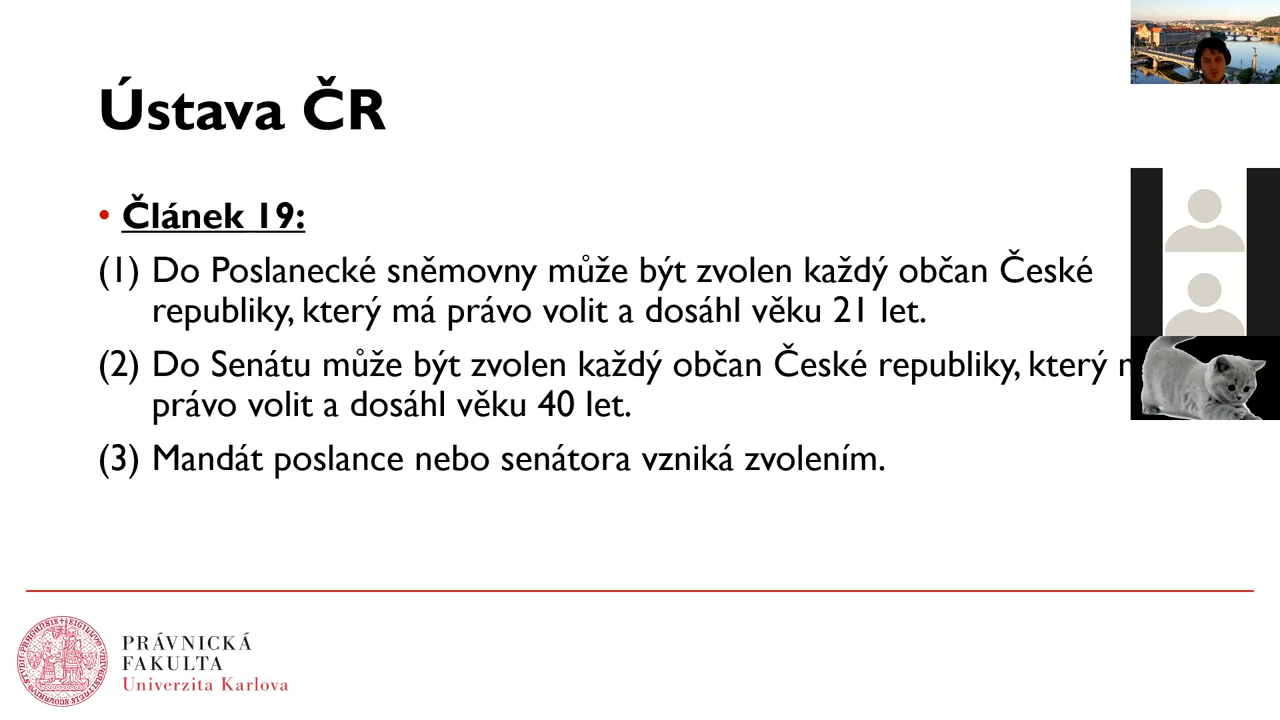 Ústava ČR
• Článek 19:
(1) Do Poslanecké sněmovny může být zvolen každý občan České
republiky, který má právo volit a dosáhl věku 21 let.
(2) Do Senátu může být zvolen každý občan České republiky, který
právo volit a dosáhl věku 40 let.
(3) Mandát poslance nebo senátora vzniká zvolením.
PRÁVNICKÁ
FAKULTA
Univerzita Karlova